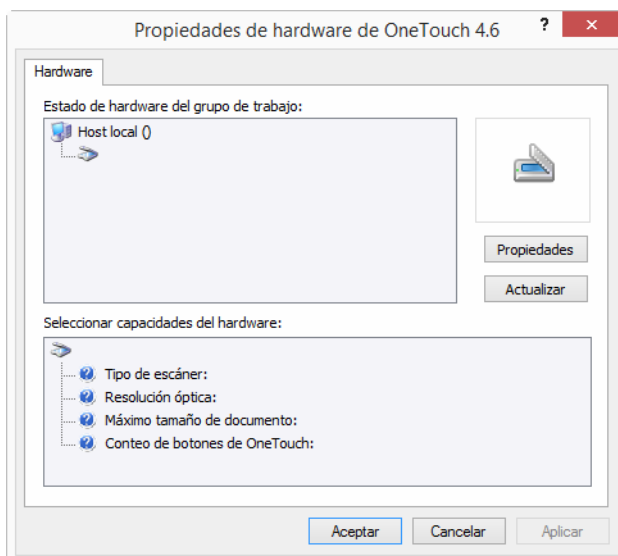 Propiedades de hardware de OneTouch 4.6
? ×
Hardware
Estado de hardware del grupo de trabajo:
Host local ()
Propiedades
Actualizar
Seleccionar capacidades del hardware:
? Tipo de escáner:
? Resolución óptica:
? Máximo tamaño de documento:
? Conteo de botones de OneTouch:
Aceptar Cancelar Aplicar